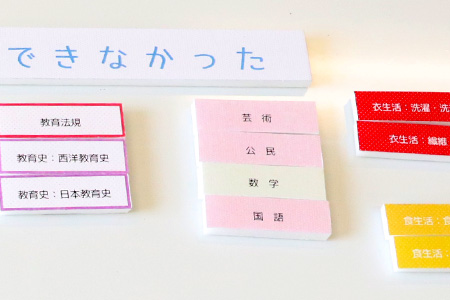 できなかった
教育法規
教育史：西洋教育史
教育史：日本教育史
芸術
公民
数学
国語
衣生活：洗濯・洗
衣生活：繊維
食生活：食
食生活：